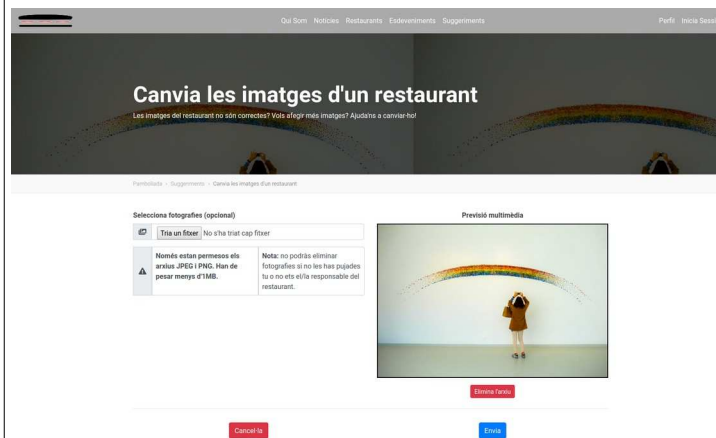 Qui Som Notícies Restaurants Esdeveniments Suggeriments
Perfil Inicia Sessi
Canvia les imatges d'un restaurant
Les imatges del restaurant no són correctes? Vols afegir més imatges? Ajuda'ns a canviar-ho!
Suggeriments > Canvia les imatges d'un restaurant
Selecciona fotografies (opcional)
Tria un fitxer No s'ha triat cap fitxer
Només estan permesos els
arxius JPEG i PNG. Han de
pesar menys d'1MB.
Nota: no podràs eliminar
fotografies si no les has pujades
tu o no ets el/la responsable del
restaurant.
Previsió multimèdia
Elimina l'arxiu
Cancel·la
Envia